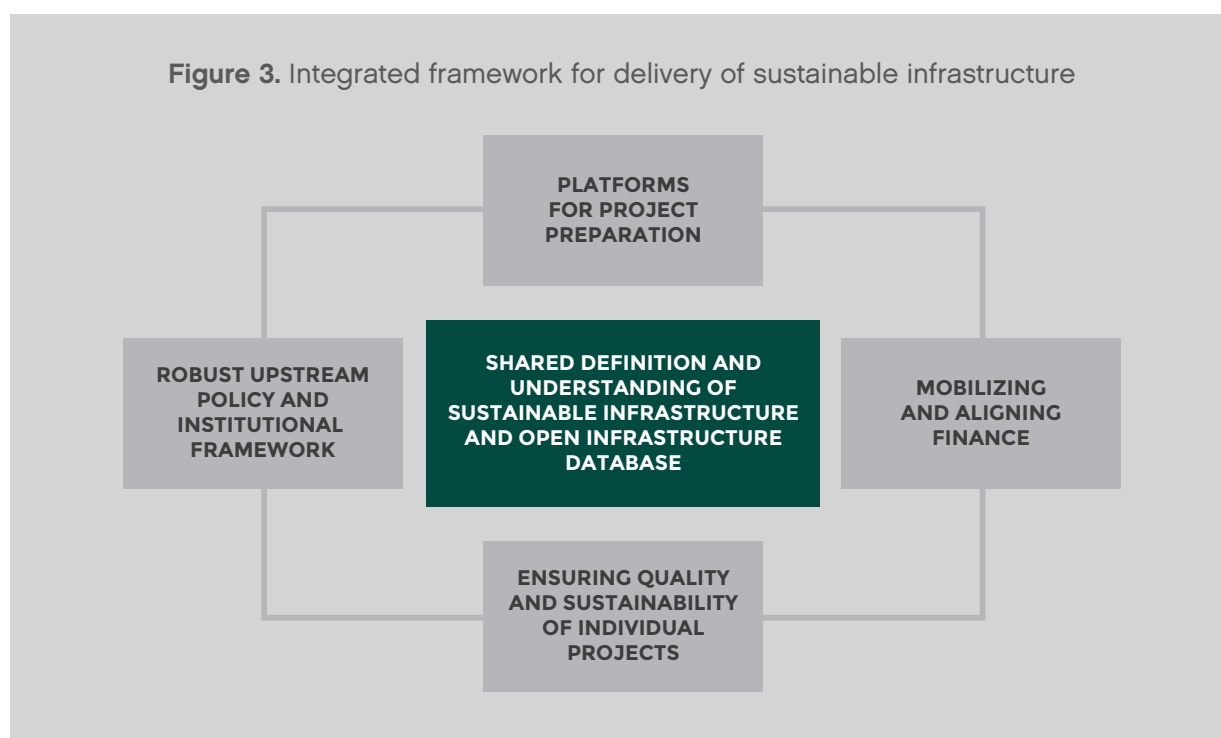 Figure 3. Integrated framework for delivery of sustainable infrastructure
PLATFORMS
FOR PROJECT
PREPARATION
ROBUST UPSTREAM
POLICY AND
INSTITUTIONAL
FRAMEWORK
SHARED DEFINITION AND
UNDERSTANDING OF
SUSTAINABLE INFRASTRUCTURE
AND OPEN INFRASTRUCTURE
DATABASE
MOBILIZING
AND ALIGNING
FINANCE
ENSURING QUALITY
AND SUSTAINABILITY
OF INDIVIDUAL
PROJECTS